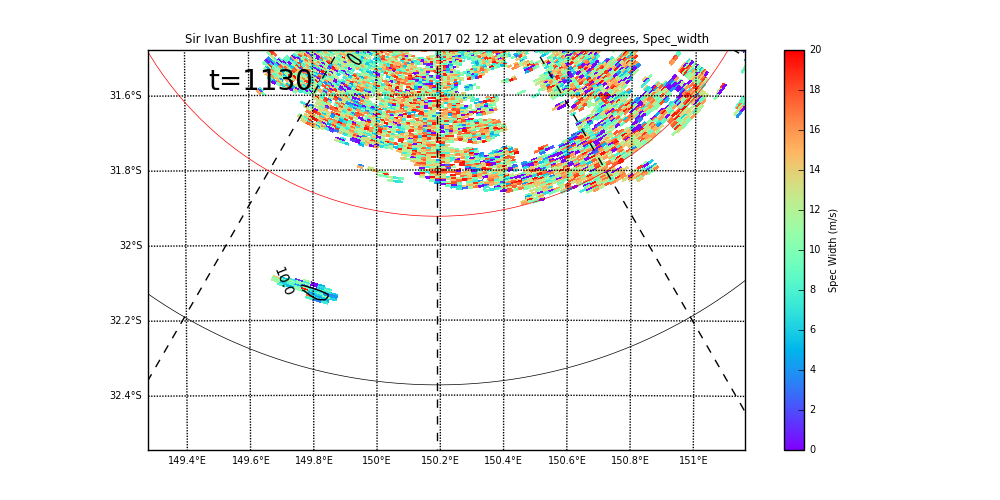 Sir Ivan Bushfire at 11:30 Local Time on 2017 02 12 at elevation 0.9 degrees, Spec_width
t=1130
0
31.6°S
31.8°S
32°S
32.2°S
32.4°S
10.0
149.4°E 149.6°E 149.8°E 150°E 150.2°E 150.4°E 150.6°E 150.8°E 151°E
20
18
16
14
12
10
8
6
4
2
0
Spec Width (m/s)